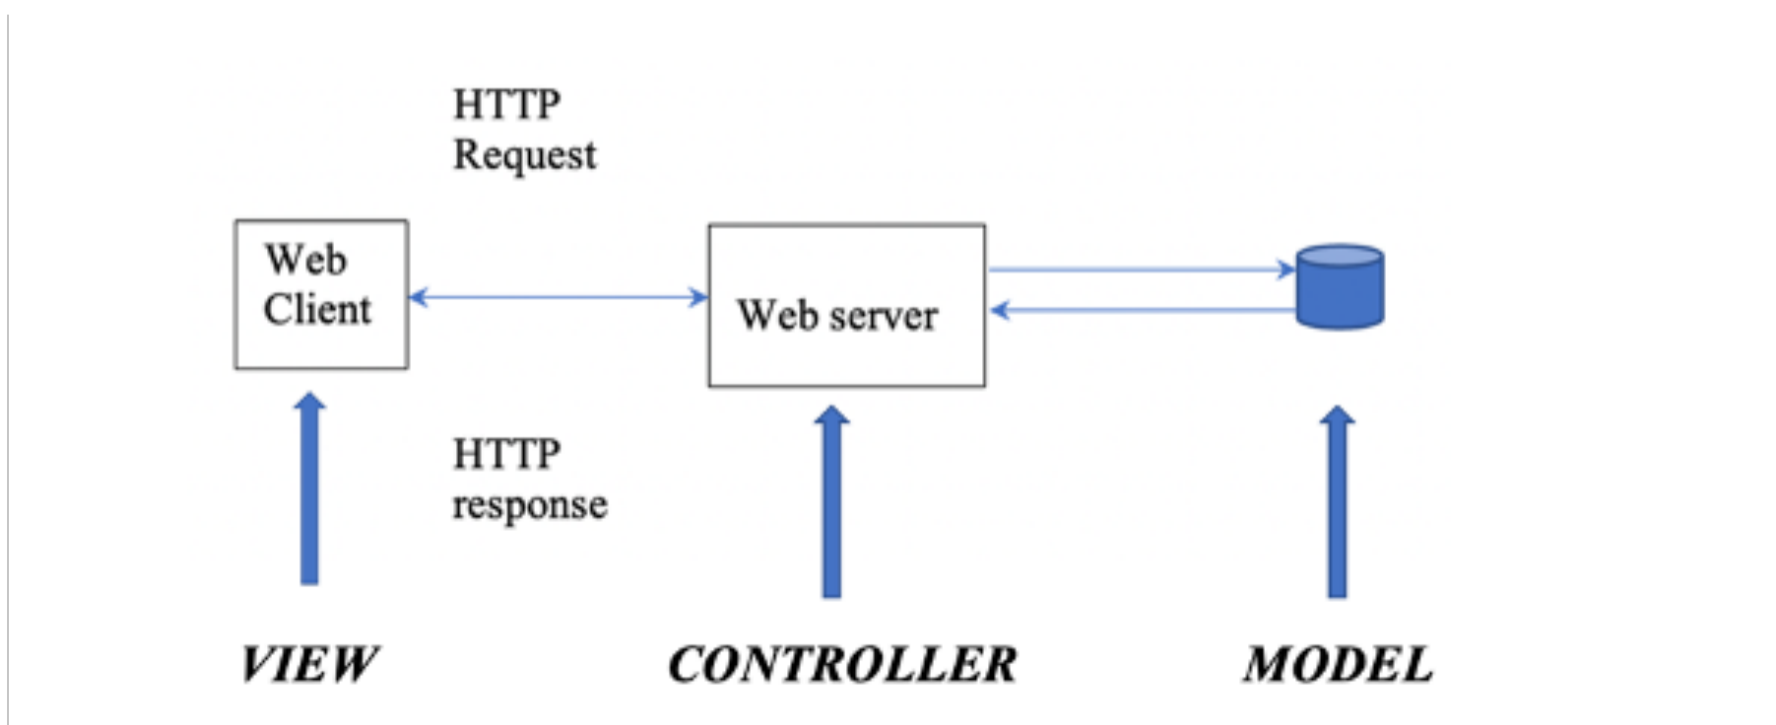 HTTP
Request
Web
Client
Web server
HTTP
response
VIEW
CONTROLLER
MODEL